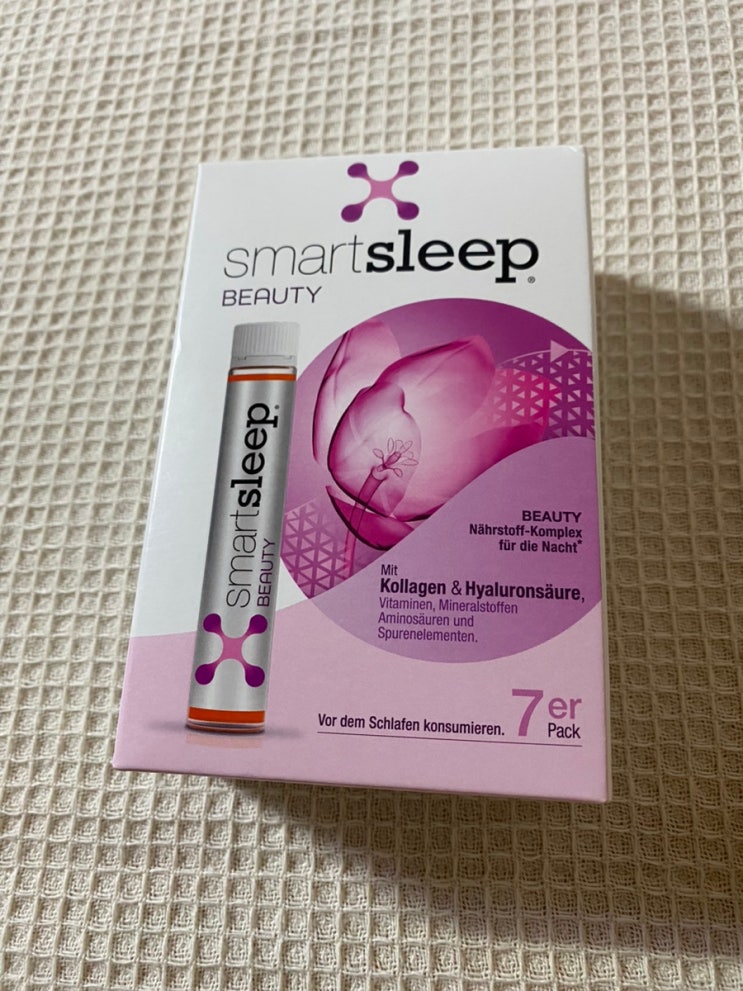 smartsleep®
BEAUTY
smartsleep®
BEAUTY
BEAUTY
Nährstoff-Komplex
für die Nacht*
Mit
Kollagen & Hyaluronsäure,
Vitaminen, Mineralstoffen
Aminosäuren und
Spurenelementen.
Vor dem Schlafen konsumieren.
7er
Pack